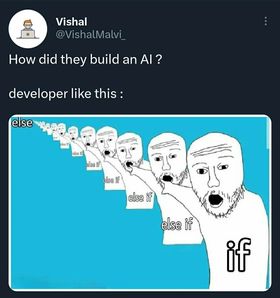 Vishal
@VishalMalvi_
How did they build an AI ?
developer like this :
else
else if
else if
else if
else if
if